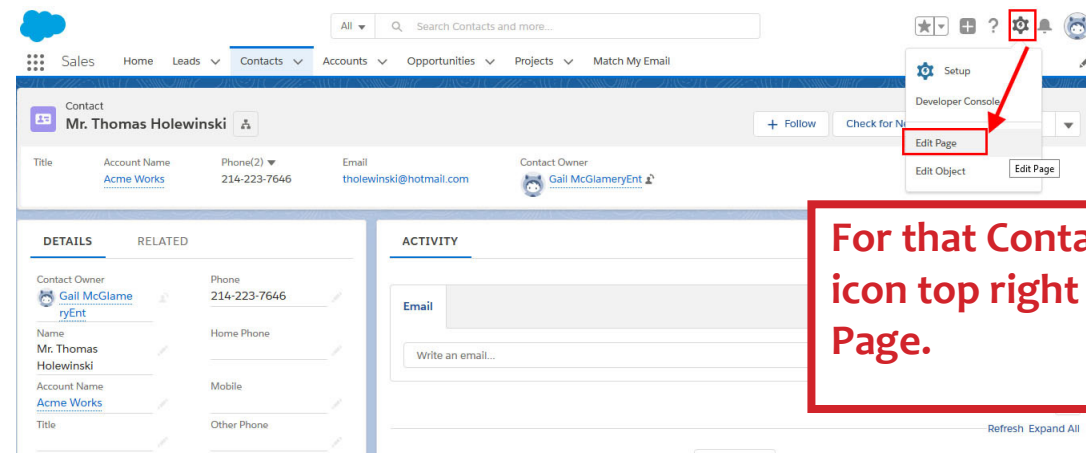 All
Search Contacts and more...
Sales Home Leads Contacts Accounts Opportunities Projects Match My Email
Setup
Developer Console
Edit Page
Edit Object
Edit Page
Contact
Mr. Thomas Holewinski
+ Follow Check for
Title Account Name Phone(2) Email Contact Owner
Acme Works 214-223-7646 tholewinski@hotmail.com Gail McGlameryEnt
For that
icon top right
Page.
DETAILS RELATED
Contact Owner Phone
Gail McGlame 214-223-7646
ryEnt
Name Home Phone
Mr. Thomas
Holewinski
Account Name Mobile
Acme Works
Title Other Phone
ACTIVITY
Email
Write an email...
Refresh Expand All